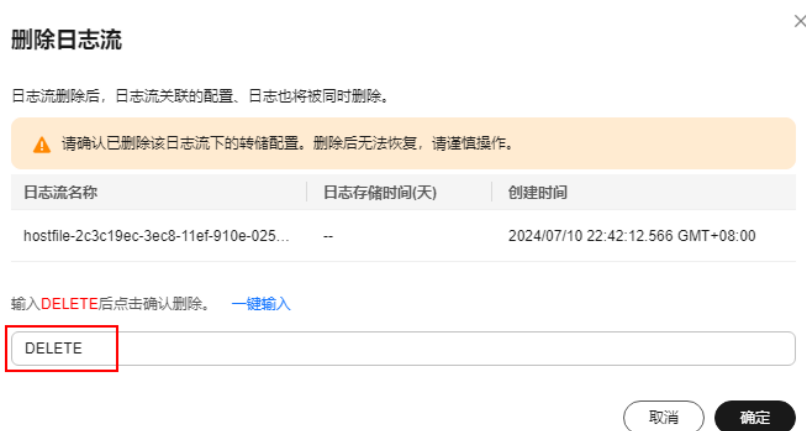 删除日志流
日志流删除后，日志流关联的配置、日志也将被同时删除。
请确认已删除该日志流下的转储配置。删除后无法恢复，请谨慎操作。
日志流名称 日志存储时间(天) 创建时间
hostfile-2c3c19ec-3ec8-11ef-910e-025... -- 2024/07/10 22:42:12.566 GMT+08:00
输入DELETE后点击确认删除。 一键输入
DELETE
取消 确定